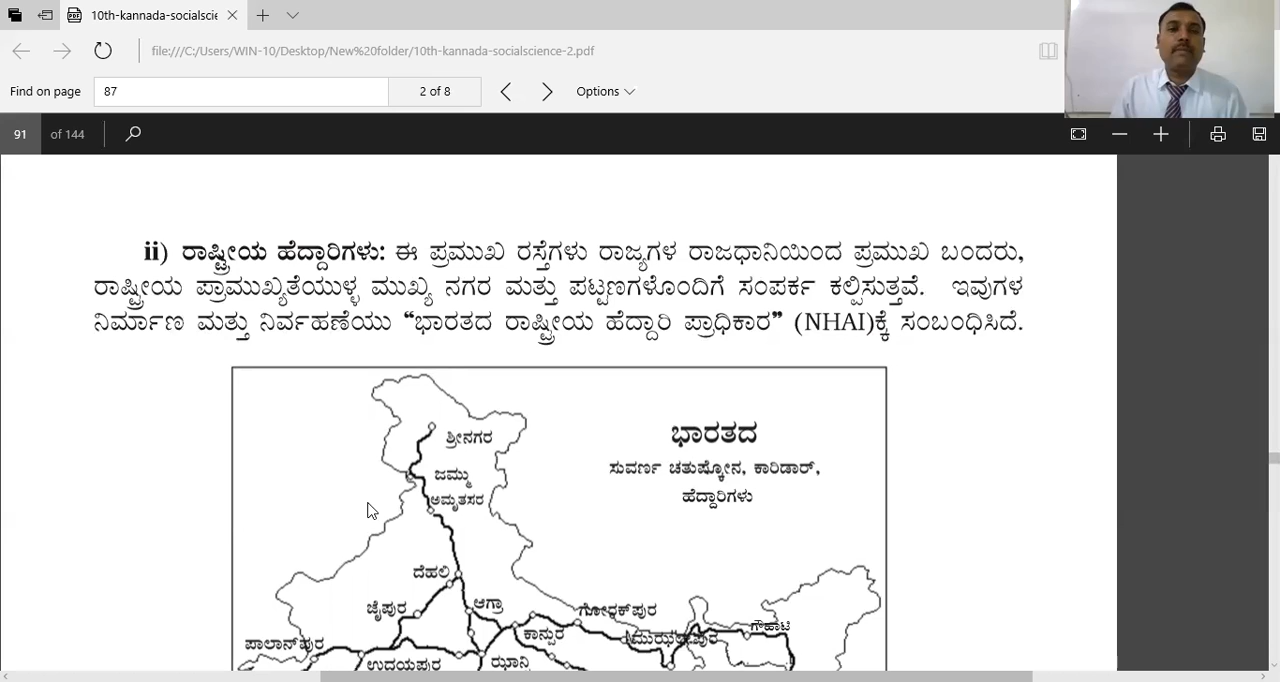 10th-kannada-socialscie
file:///C:/Users/WIN-10/Desktop/New%20folder/10th-kannada-socialscience-2.pdf
Find on page 87 2 of 8 Options
91 of 144
ii) ರಾಷ್ಟ್ರೀಯ ಹೆದ್ದಾರಿಗಳು: ಈ ಪ್ರಮುಖ ರಸ್ತೆಗಳು ರಾಜ್ಯಗಳ ರಾಜಧಾನಿಯಿಂದ ಪ್ರಮುಖ ಬಂದರು,
ರಾಷ್ಟ್ರೀಯ ಪ್ರಾಮುಖ್ಯತೆಯುಳ್ಳ ಮುಖ್ಯ ನಗರ ಮತ್ತು ಪಟ್ಟಣಗಳೊಂದಿಗೆ ಸಂಪರ್ಕ ಕಲ್ಪಿಸುತ್ತವೆ. ಇವುಗಳ
ನಿರ್ಮಾಣ ಮತ್ತು ನಿರ್ವಹಣೆಯು “ಭಾರತದ ರಾಷ್ಟ್ರೀಯ ಹೆದ್ದಾರಿ ಪ್ರಾಧಿಕಾರ” (NHAI)ಕ್ಕೆ ಸಂಬಂಧಿಸಿದೆ.
ಭಾರತದ
ಸುವರ್ಣ ಚತುಷ್ಕೋನ, ಕಾರಿಡಾರ್,
ಹೆದ್ದಾರಿಗಳು
ಶ್ರೀನಗರ
ಜಮ್ಮು
ಅಮೃತಸರ
ದೆಹಲಿ
ಜೈಪುರ
ಆಗ್ರಾ
ಗೋರಕ್‌ಪುರ
ಗೌಹಾಟಿ
ಕಾನ್ಪುರ
ಪಾಲಾನ್‌ಪುರ
ಉದಯಪುರ
ಝಾನ್ಸಿ